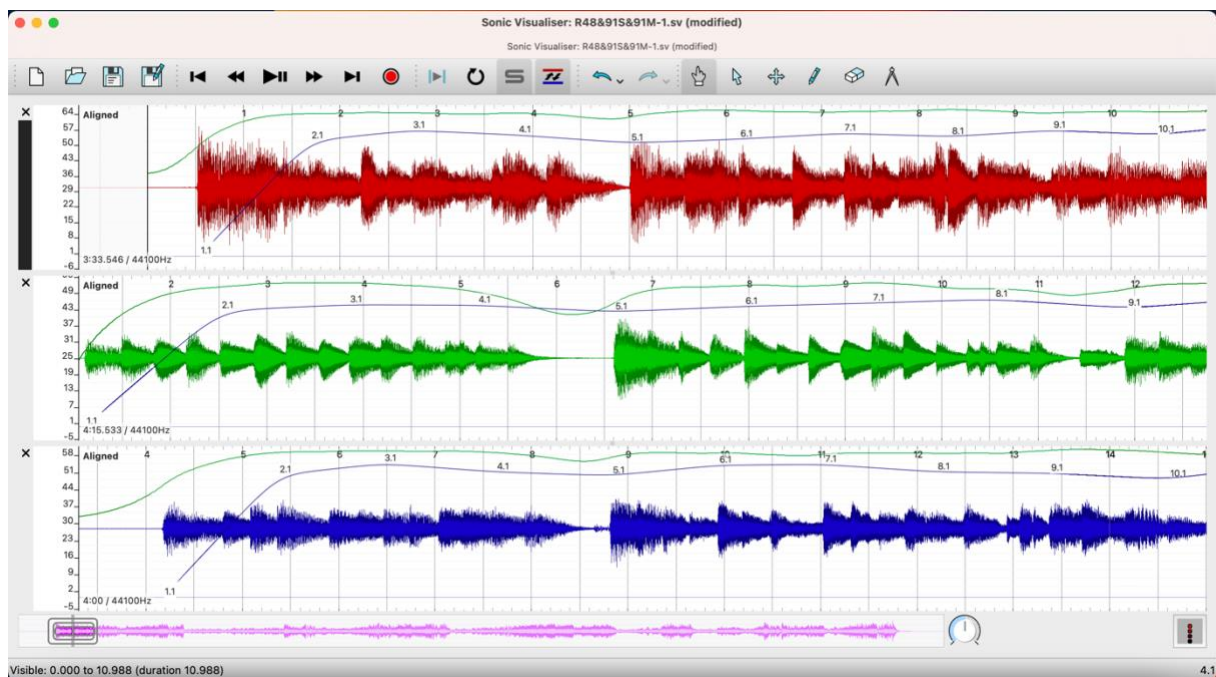 Sonic Visualiser: R48&91S&91M-1.sv (modified)
Sonic Visualiser: R48&91S&91M-1.sv (modified)
64 Aligned 1 2 3 4 5 6 7 8 9 10
57
50
43
36
29
22
15
8
1
-6
1.1 2.1 3.1 4.1 5.1 6.1 7.1 8.1 9.1 10.1
3:33.546 / 44100Hz
Aligned 2 3 4 5 6 7 8 9 10 11 12
49
43
37
31
25
19
13
7
1
-5
1.1 2.1 3.1 4.1 5.1 6.1 7.1 8.1 9.1
4:15.533 / 44100Hz
58 Aligned 4 5 6 7 8 9 10 11 12 13 14
51
44
37
30
23
16
9
2
-5
1.1 2.1 3.1 4.1 5.1 6.1 7.1 8.1 9.1 10.1
4:00 / 44100Hz
Visible: 0.000 to 10.988 (duration 10.988)
4.1